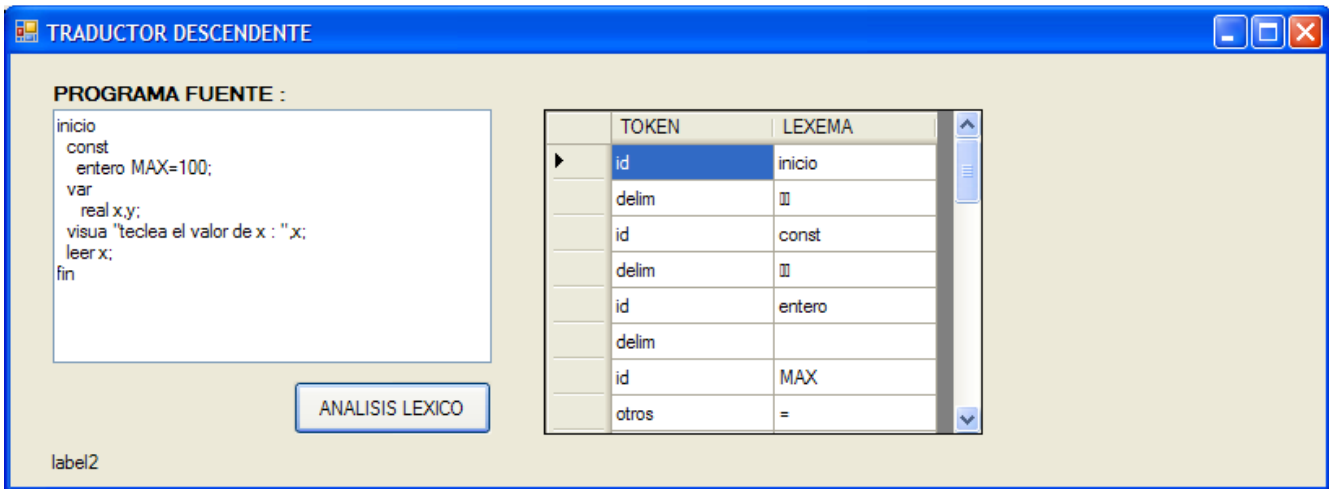 TRADUCTOR DESCENDENTE
PROGRAMA FUENTE :
inicio
const
entero MAX=100;
var
real x,y;
visua "teclea el valor de x : ",x;
leer x;
fin
ANALISIS LEXICO
label2
TOKEN LEXEMA
id inicio
delim ▯▯
id const
delim ▯▯
id entero
delim
id MAX
otros =